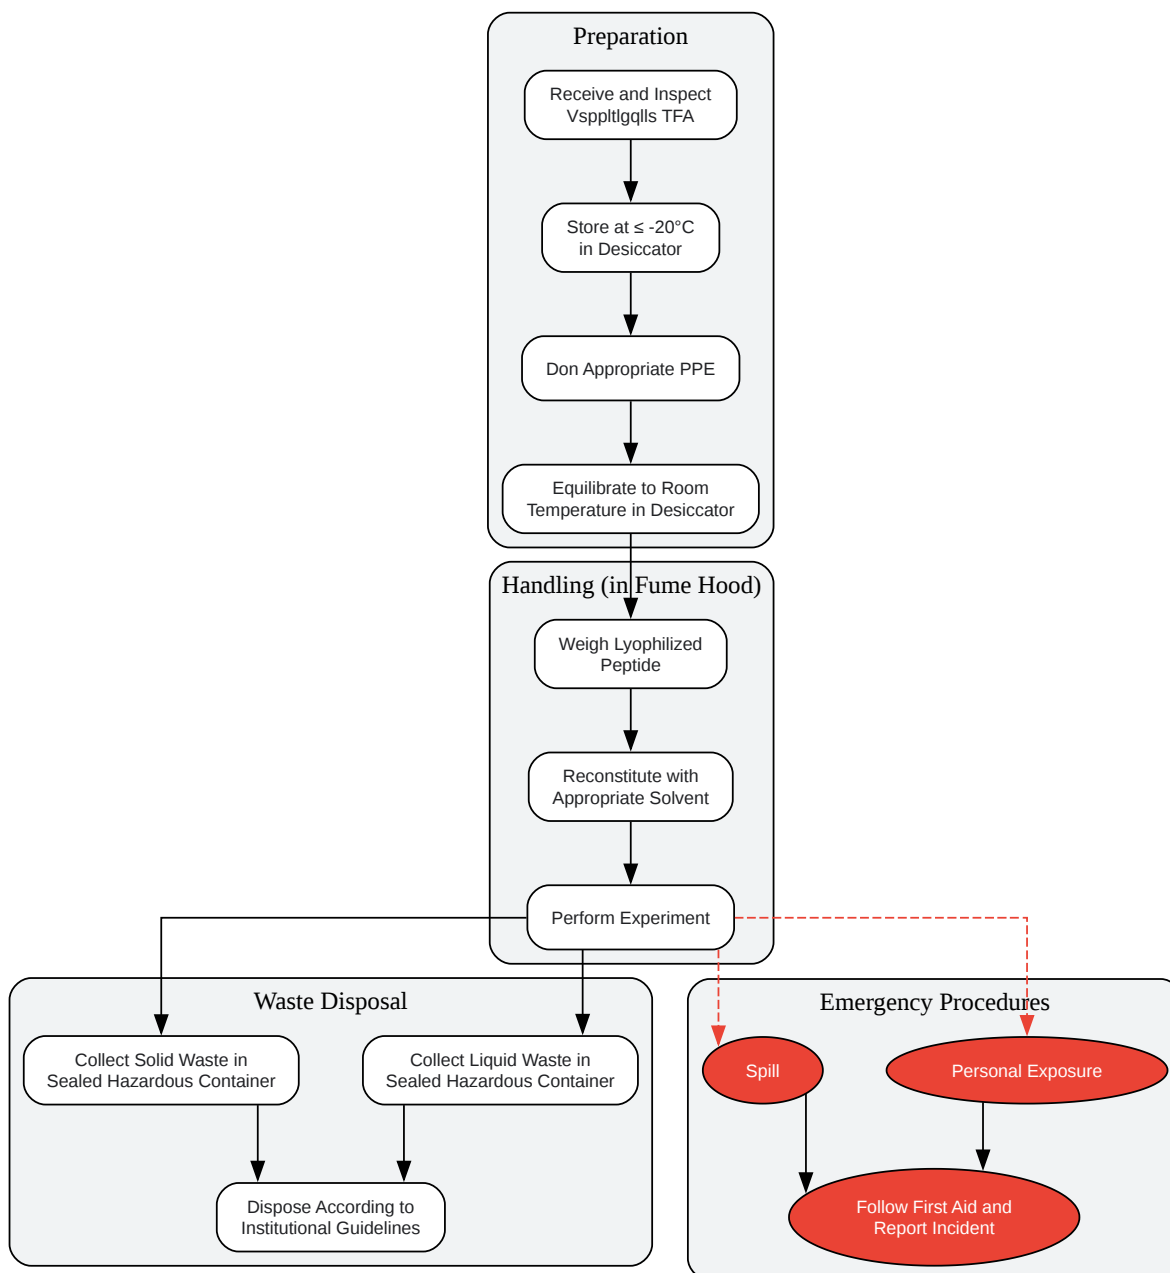 Preparation
Receive and Inspect
Vsppltlgqlls TFA
Store at ≤ -20°C
in Desiccator
Don Appropriate PPE
Equilibrate to Room
Temperature in Desiccator
Handling (in Fume Hood)
Weigh Lyophilized
Peptide
Reconstitute with
Appropriate Solvent
Perform Experiment
Waste Disposal
Collect Solid Waste in
Sealed Hazardous Container
Collect Liquid Waste in
Sealed Hazardous Container
Dispose According to
Institutional Guidelines
Emergency Procedures
Spill
Personal Exposure
Follow First Aid and
Report Incident